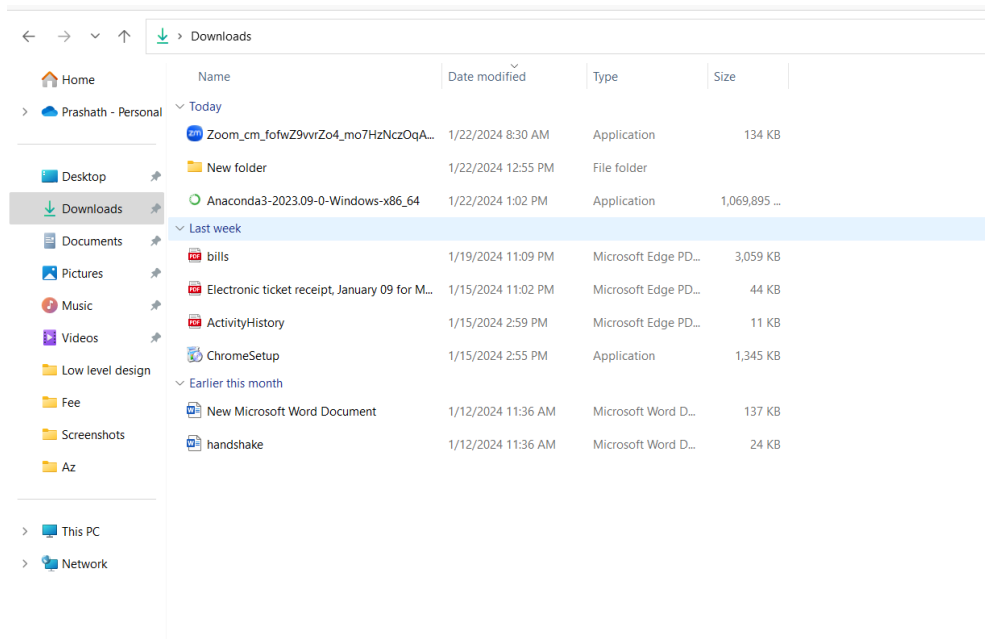 Downloads
Home
Prashath - Personal
Desktop
Downloads
Documents
Pictures
Music
Videos
Low level design
Fee
Screenshots
Az
This PC
Network
Name Date modified Type Size
Today
zm Zoom_cm_fofwZ9vvrZo4_mo7HzNczOqA... 1/22/2024 8:30 AM Application 134 KB
New folder 1/22/2024 12:55 PM File folder
Anaconda3-2023.09-0-Windows-x86_64 1/22/2024 1:02 PM Application 1,069,895 ...
Last week
PDF bills 1/19/2024 11:09 PM Microsoft Edge PD... 3,059 KB
PDF Electronic ticket receipt, January 09 for M... 1/15/2024 11:02 PM Microsoft Edge PD... 44 KB
PDF ActivityHistory 1/15/2024 2:59 PM Microsoft Edge PD... 11 KB
ChromeSetup 1/15/2024 2:55 PM Application 1,345 KB
Earlier this month
W New Microsoft Word Document 1/12/2024 11:36 AM Microsoft Word D... 137 KB
W handshake 1/12/2024 11:36 AM Microsoft Word D... 24 KB